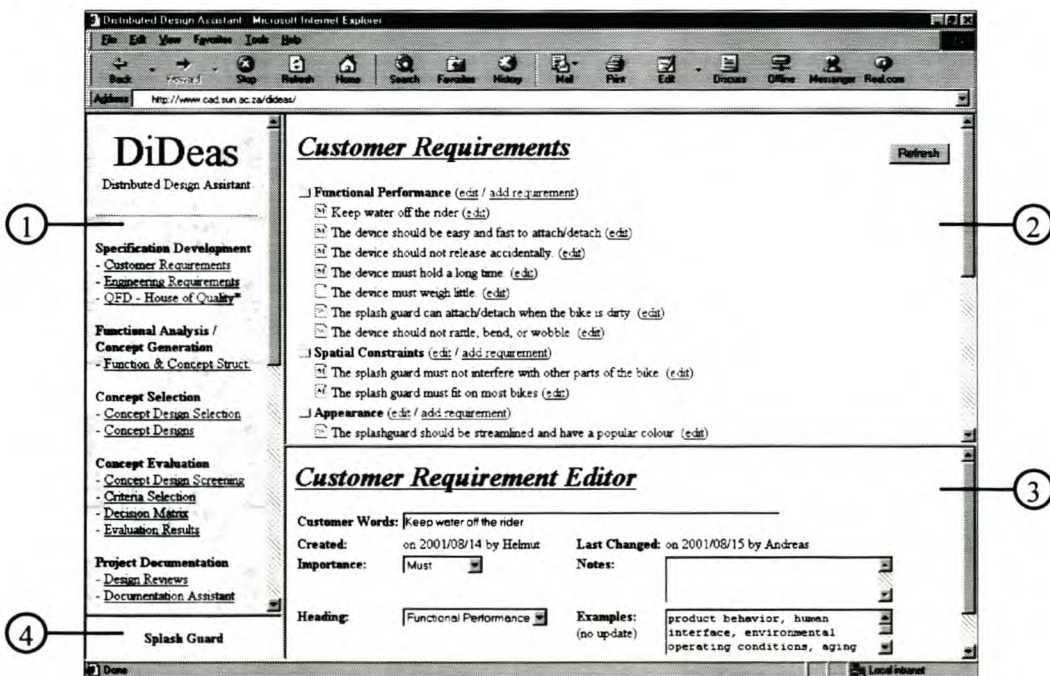 Distributed Design Assistant - Microsoft Internet Explorer
File Edit View Favorites Tools Help
Back Forward Stop Refresh Home Search Favorites History Mail Print Edit Discuss Offline Messenger Real.com
Address http://www.cad.sun.ac.za/dideas/
DiDeas
Distributed Design Assistant
1
Specification Development
- Customer Requirements
- Engineering Requirements
- QFD - House of Quality*
Functional Analysis /
Concept Generation
- Function & Concept Struct.
Concept Selection
- Concept Design Selection
- Concept Designs
Concept Evaluation
- Concept Design Screening
- Criteria Selection
- Decision Matrix
- Evaluation Results
Project Documentation
- Design Reviews
- Documentation Assistant
4
Splash Guard
Customer Requirements
Refresh
2
Functional Performance (edit / add requirement)
M Keep water off the rider (edit)
M The device should be easy and fast to attach/detach (edit)
M The device should not release accidentally. (edit)
M The device must hold a long time. (edit)
The device must weigh little. (edit)
The splash guard can attach/detach when the bike is dirty (edit)
The device should not rattle, bend, or wobble (edit)
Spatial Constraints (edit / add requirement)
M The splash guard must not interfere with other parts of the bike (edit)
M The splash guard must fit on most bikes (edit)
Appearance (edit / add requirement)
The splashguard should be streamlined and have a popular colour (edit)
Customer Requirement Editor
3
Customer Words: Keep water off the rider
Created: on 2001/08/14 by Helmut Last Changed: on 2001/08/15 by Andreas
Importance: Must Notes:
Heading: Functional Performance Examples:
(no update)
product behavior, human
interface, environmental
operating conditions, aging
Done Local intranet